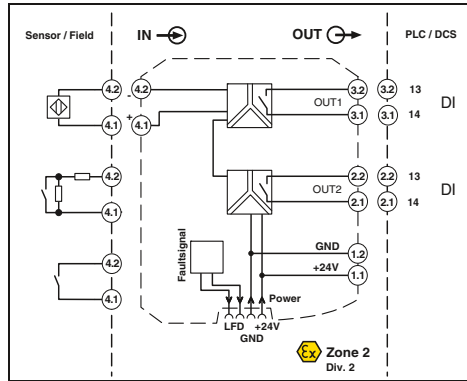 Sensor / Field
IN
OUT
PLC / DCS
4.2
- 4.2
3.2
3.2
13
DI
OUT1
4.1
+ 4.1
3.1
3.1
14
4.2
2.2
2.2
13
DI
OUT2
4.1
2.1
2.1
14
Faultsignal
GND
1.2
4.2
+24V
1.1
4.1
Power
LFD
+24V
GND
Ex
Zone 2
Div. 2